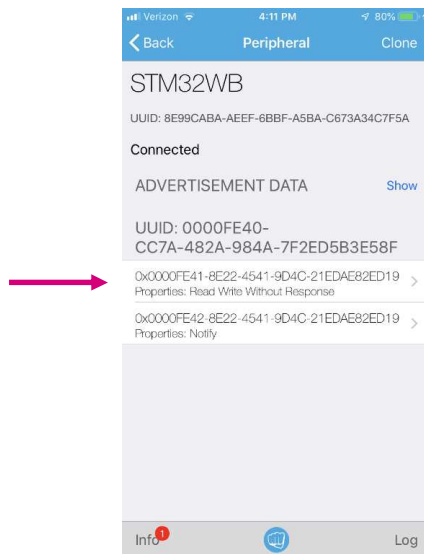 Verizon 4:11 PM 80%
Back Peripheral Clone
STM32WB
UUID: 8E99CABA-AEEF-6BBF-A5BA-C673A34C7F5A
Connected
ADVERTISEMENT DATA Show
UUID: 0000FE40-
CC7A-482A-984A-7F2ED5B3E58F
0x0000FE41-8E22-4541-9D4C-21EDAE82ED19
Properties: Read Write Without Response
0x0000FE42-8E22-4541-9D4C-21EDAE82ED19
Properties: Notify
Info 1 Log